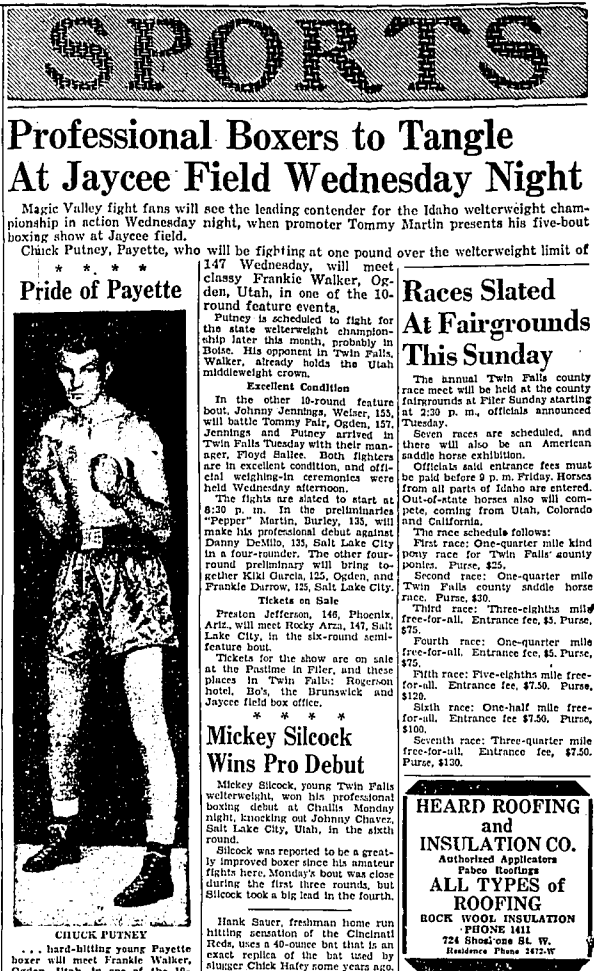 SPORTS
Professional Boxers to Tangle
At Jaycee Field Wednesday Night
Magic Valley fight fans will see the leading contender for the Idaho welterweight cham-
pionship in action Wednesday night, when promoter Tommy Martin presents his five-bout
boxing show at Jaycee field.
Chuck Putney, Payette, who will be fighting at one pound over the welterweight limit of
* * * *
Pride of Payette
CHUCK PUTNEY
. . . hard-hitting young Payette
boxer will meet Frankie Walker,
Ogden, Utah, in one of the 10-
147 Wednesday, will meet
classy Frankie Walker, Og-
den, Utah, in one of the 10-
round feature events.
Putney is scheduled to fight for
the state welterweight champion-
ship later this month, probably in
Boise. His opponent in Twin Falls,
Walker, already holds the Utah
middleweight crown.
Excellent Condition
In the other 10-round feature
bout, Johnny Jennings, Weiser, 155,
will battle Tommy Fair, Ogden, 157.
Jennings and Putney arrived in
Twin Falls Tuesday with their man-
ager, Floyd Sallee. Both fighters
are in excellent condition, and offi-
cial weighing-in ceremonies were
held Wednesday afternoon.
The fights are slated to start at
8:30 p. m. In the preliminaries
"Pepper" Martin, Burley, 135, will
make his professional debut against
Danny DeMilo, 135, Salt Lake City
in a four-rounder. The other four-
round preliminary will bring to-
gether Kiki Garcia, 125, Ogden, and
Frankie Durrow, 125, Salt Lake City.
Tickets on Sale
Preston Jefferson, 146, Phoenix,
Ariz., will meet Rocky Arza, 147, Salt
Lake City, in the six-round semi-
feature bout.
Tickets for the show are on sale
at the Pastime in Filer, and these
places in Twin Falls: Rogerson
hotel, Bo's, the Brunswick and
Jaycee field box office.
* * * *
Mickey Silcock
Wins Pro Debut
Mickey Silcock, young Twin Falls
welterweight, won his professional
boxing debut at Challis Monday
night, knocking out Johnny Chavez,
Salt Lake City, Utah, in the sixth
round.
Silcock was reported to be a great-
ly improved boxer since his amateur
fights here. Monday's bout was close
during the first three rounds, but
Silcock took a big lead in the fourth.
Hank Sauer, freshman home run
hitting sensation of the Cincinnati
Reds, uses a 40-ounce bat that is an
exact replica of the bat used by
slugger Chick Hafey some years ago.
Races Slated
At Fairgrounds
This Sunday
The annual Twin Falls county
race meet will be held at the county
fairgrounds at Filer Sunday starting
at 2:30 p. m., officials announced
Tuesday.
Seven races are scheduled, and
there will also be an American
saddle horse exhibition.
Officials said entrance fees must
be paid before 9 p. m. Friday. Horses
from all parts of Idaho are entered.
Out-of-state horses also will com-
pete, coming from Utah, Colorado
and California.
The race schedule follows:
First race: One-quarter mile kind
pony race for Twin Falls county
ponies. Purse, $25.
Second race: One-quarter mile
Twin Falls county saddle horse
race. Purse, $30.
Third race: Three-eighths mile
free-for-all. Entrance fee, $5. Purse,
$75.
Fourth race: One-quarter mile
free-for-all. Entrance fee, $5. Purse,
$75.
Fifth race: Five-eighths mile free-
for-all. Entrance fee, $7.50. Purse,
$120.
Sixth race: One-half mile free-
for-all. Entrance fee $7.50. Purse,
$100.
Seventh race: Three-quarter mile
free-for-all. Entrance fee, $7.50.
Purse, $130.
HEARD ROOFING
and
INSULATION CO.
Authorized Applicators
Pabco Roofings
ALL TYPES of
ROOFING
ROCK WOOL INSULATION
PHONE 1411
724 Shoshone St. W.
Residence Phone 2472-W